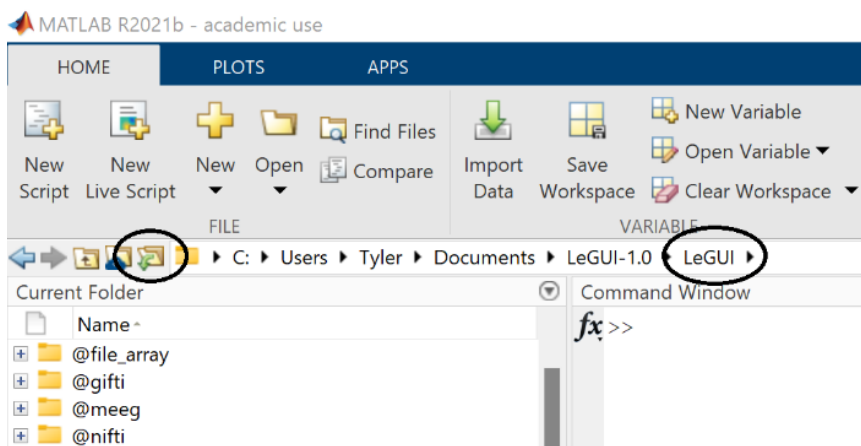 MATLAB R2021b - academic use
HOME PLOTS APPS
New Script
New Live Script
New
Open
Find Files
Compare
Import Data
Save Workspace
New Variable
Open Variable
Clear Workspace
FILE VARIABLE
C: Users Tyler Documents LeGUI-1.0 LeGUI
Current Folder Command Window
Name
fx >>
@file_array
@gifti
@meeg
@nifti